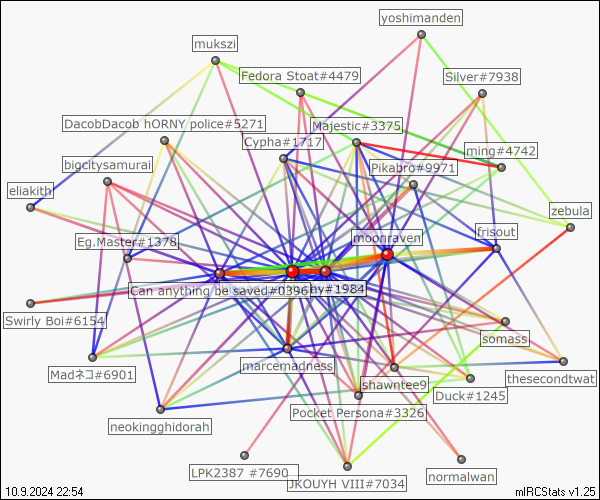 yoshimanden
mukszi
Fedora Stoat#4479
Silver#7938
DacobDacob hORNY police#5271
Majestic#3375
Cypha#1717
ming#4742
bigcitysamurai
Pikabro#9971
eliakith
zebula
Eg.Master#1378
moonraven
frisout
Can anything be saved#0396
hy#1984
Swirly Boi#6154
somass
marcemadness
Madネコ#6901
shawntee9
thesecondtwat
Duck#1245
Pocket Persona#3326
neokingghidorah
LPK2387 #7690
JKOUYH VIII#7034
normalwan
10.9.2024 22:54
mIRCStats v1.25